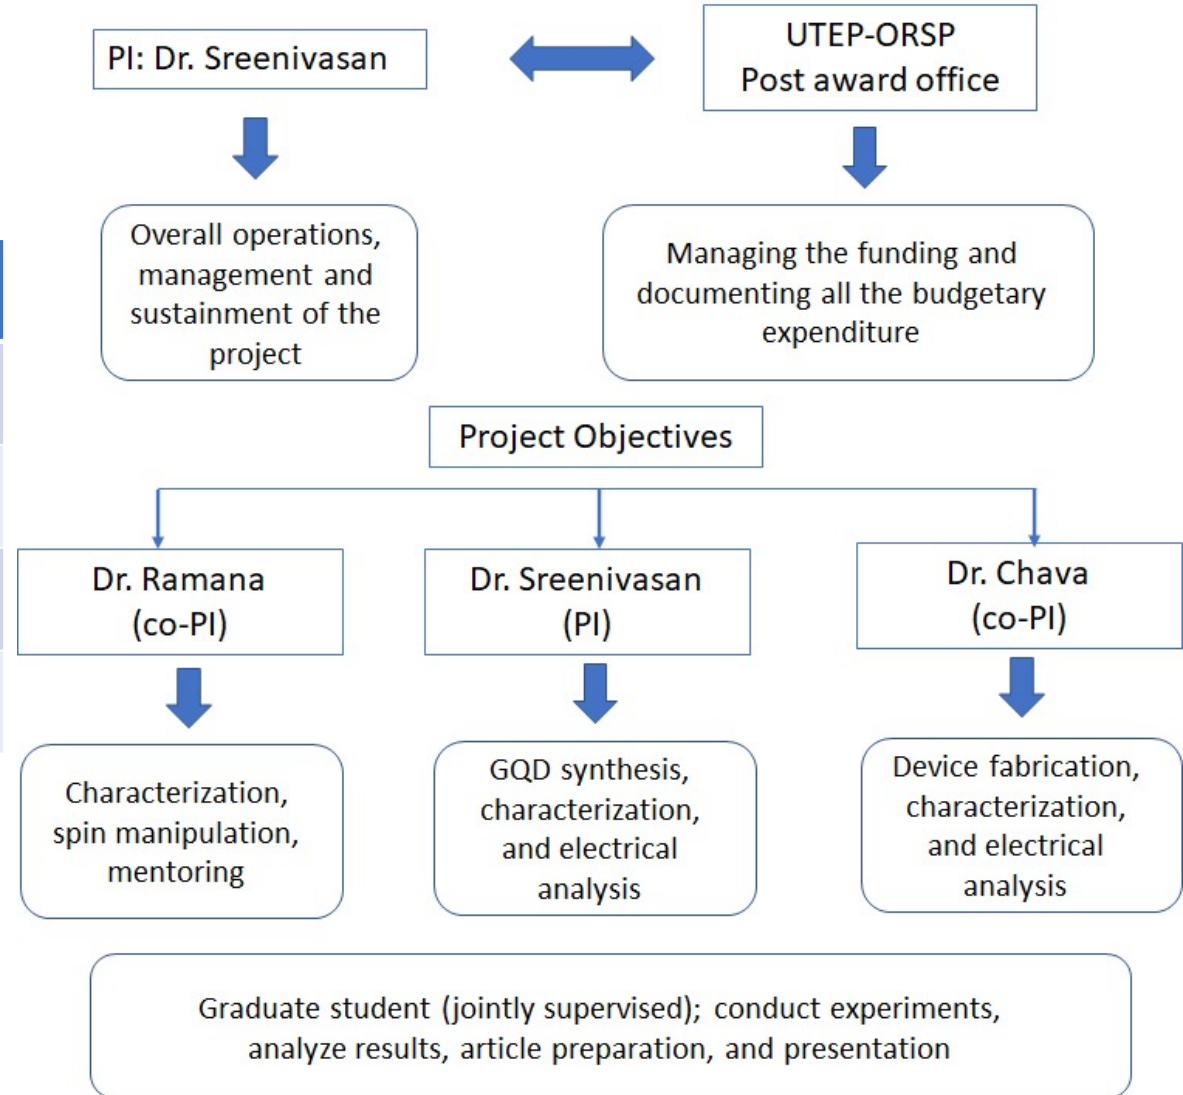 PI: Dr. Sreenivasan
UTEP-ORSP
Post award office
Overall operations,
management and
sustainment of the
project
Managing the funding and
documenting all the budgetary
expenditure
Project Objectives
Dr. Ramana
(co-PI)
Dr. Sreenivasan
(PI)
Dr. Chava
(co-PI)
Characterization,
spin manipulation,
mentoring
GQD synthesis,
characterization,
and electrical
analysis
Device fabrication,
characterization,
and electrical
analysis
Graduate student (jointly supervised); conduct experiments,
analyze results, article preparation, and presentation